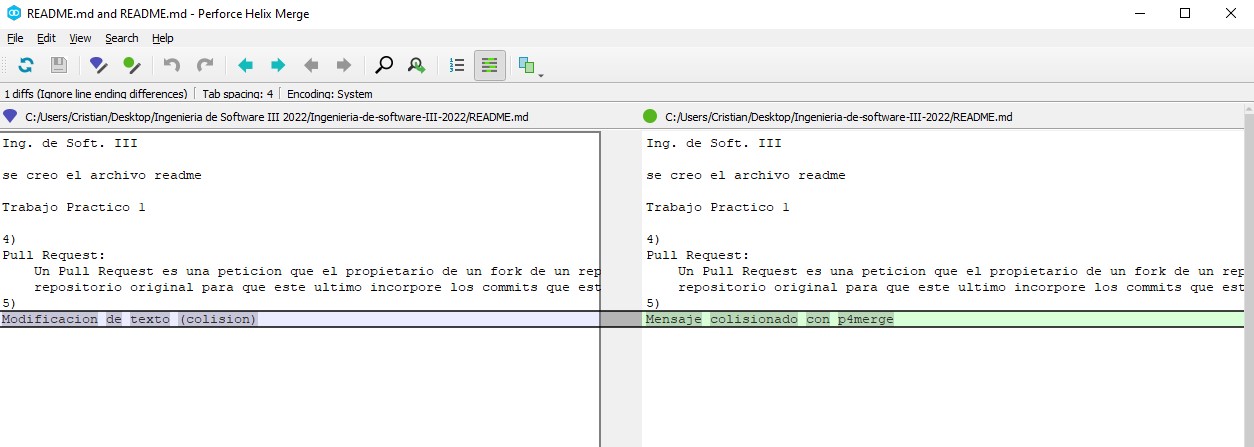 README.md and README.md - Perforce Helix Merge
File Edit View Search Help
1 diffs (Ignore line ending differences) Tab spacing: 4 Encoding: System
C:/Users/Cristian/Desktop/Ingenieria de Software III 2022/Ingenieria-de-software-III-2022/README.md
Ing. de Soft. III
se creo el archivo readme
Trabajo Practico 1
4)
Pull Request:
Un Pull Request es una peticion que el propietario de un fork de un rep
repositorio original para que este ultimo incorpore los commits que est
5)
Modificacion de texto (colision)
C:/Users/Cristian/Desktop/Ingenieria-de-software-III-2022/README.md
Ing. de Soft. III
se creo el archivo readme
Trabajo Practico 1
4)
Pull Request:
Un Pull Request es una peticion que el propietario de un fork de un rep
repositorio original para que este ultimo incorpore los commits que est
5)
Mensaje colisionado con p4merge